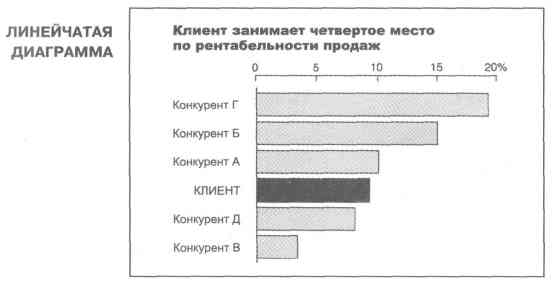 ЛИНЕЙЧАТАЯ
ДИАГРАММА
Клиент занимает четвертое место
по рентабельности продаж
0 5 10 15 20%
Конкурент Г
Конкурент Б
Конкурент А
КЛИЕНТ
Конкурент Д
Конкурент В